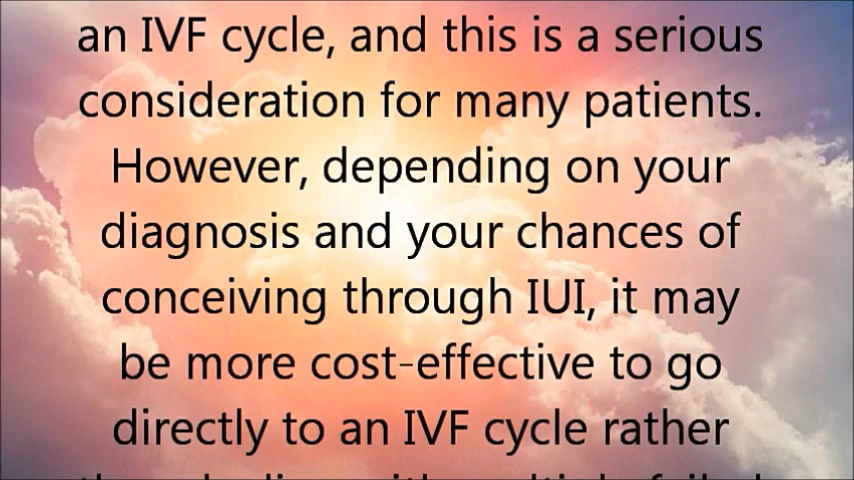 an IVF cycle, and this is a serious
consideration for many patients.
However, depending on your
diagnosis and your chances of
conceiving through IUI, it may
be more cost-effective to go
directly to an IVF cycle rather